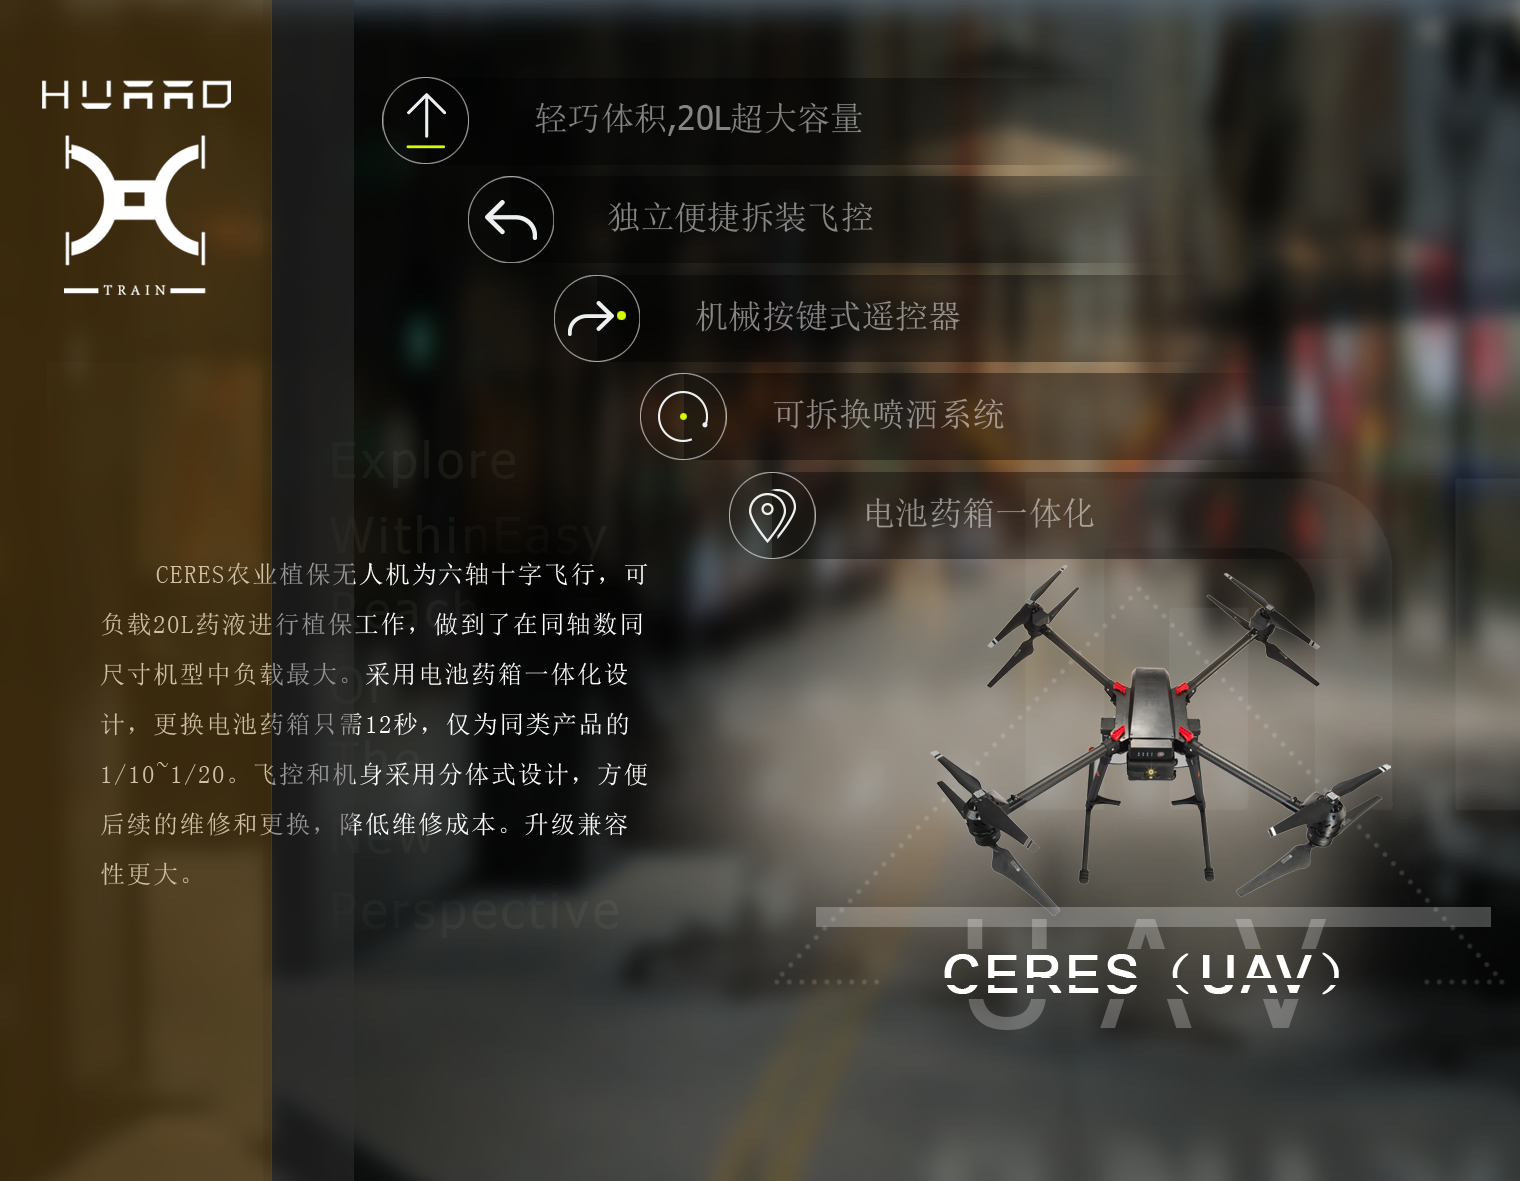 HUAAD
TRAIN
轻巧体积,20L超大容量
独立便捷拆装飞控
机械按键式遥控器
可拆换喷洒系统
电池药箱一体化
Explore
WithinEasy
Reach
Of
The
New
Perspective
CERES农业植保无人机为六轴十字飞行，可
负载20L药液进行植保工作，做到了在同轴数同
尺寸机型中负载最大。采用电池药箱一体化设
计，更换电池药箱只需12秒，仅为同类产品的
1/10~1/20。飞控和机身采用分体式设计，方便
后续的维修和更换，降低维修成本。升级兼容
性更大。
UAV
CERES（UAV）